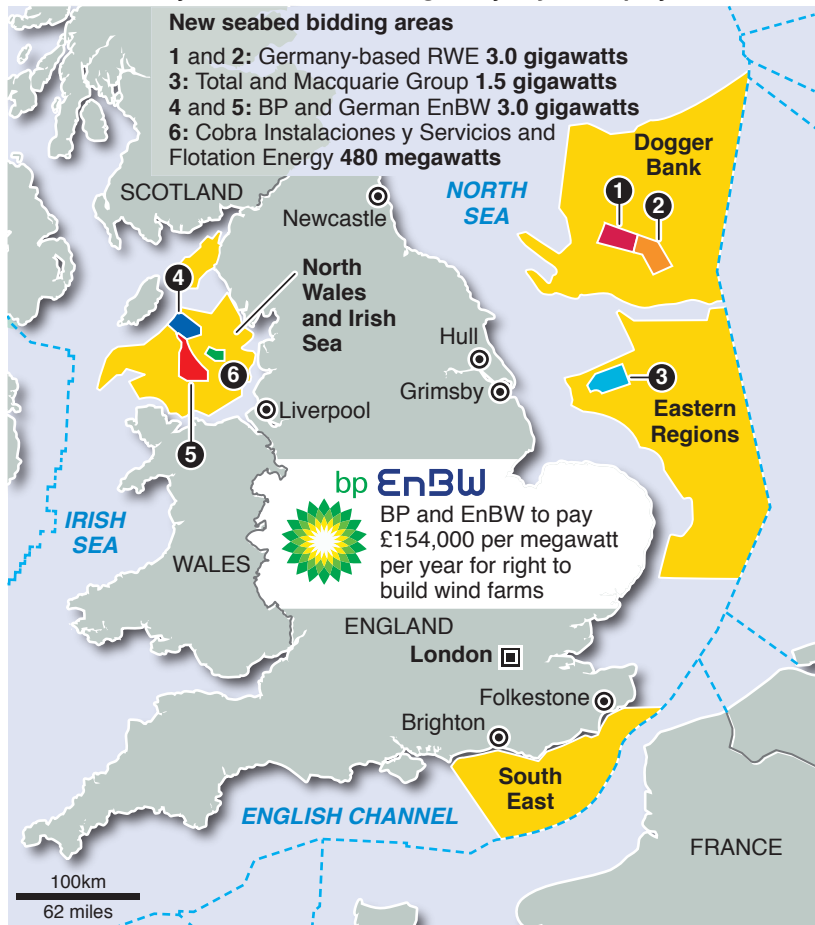 New seabed bidding areas
1 and 2: Germany-based RWE 3.0 gigawatts
3: Total and Macquarie Group 1.5 gigawatts
4 and 5: BP and German EnBW 3.0 gigawatts
6: Cobra Instalaciones y Servicios and
Flotation Energy 480 megawatts
SCOTLAND
Newcastle
NORTH
SEA
Dogger
Bank
1
2
4
North
Wales
and Irish
Sea
Hull
6
Grimsby
3
Liverpool
Eastern
Regions
5
bp EnBW
BP and EnBW to pay
£154,000 per megawatt
per year for right to
build wind farms
IRISH
SEA
WALES
ENGLAND
London
Folkestone
Brighton
South
East
ENGLISH CHANNEL
FRANCE
100km
62 miles